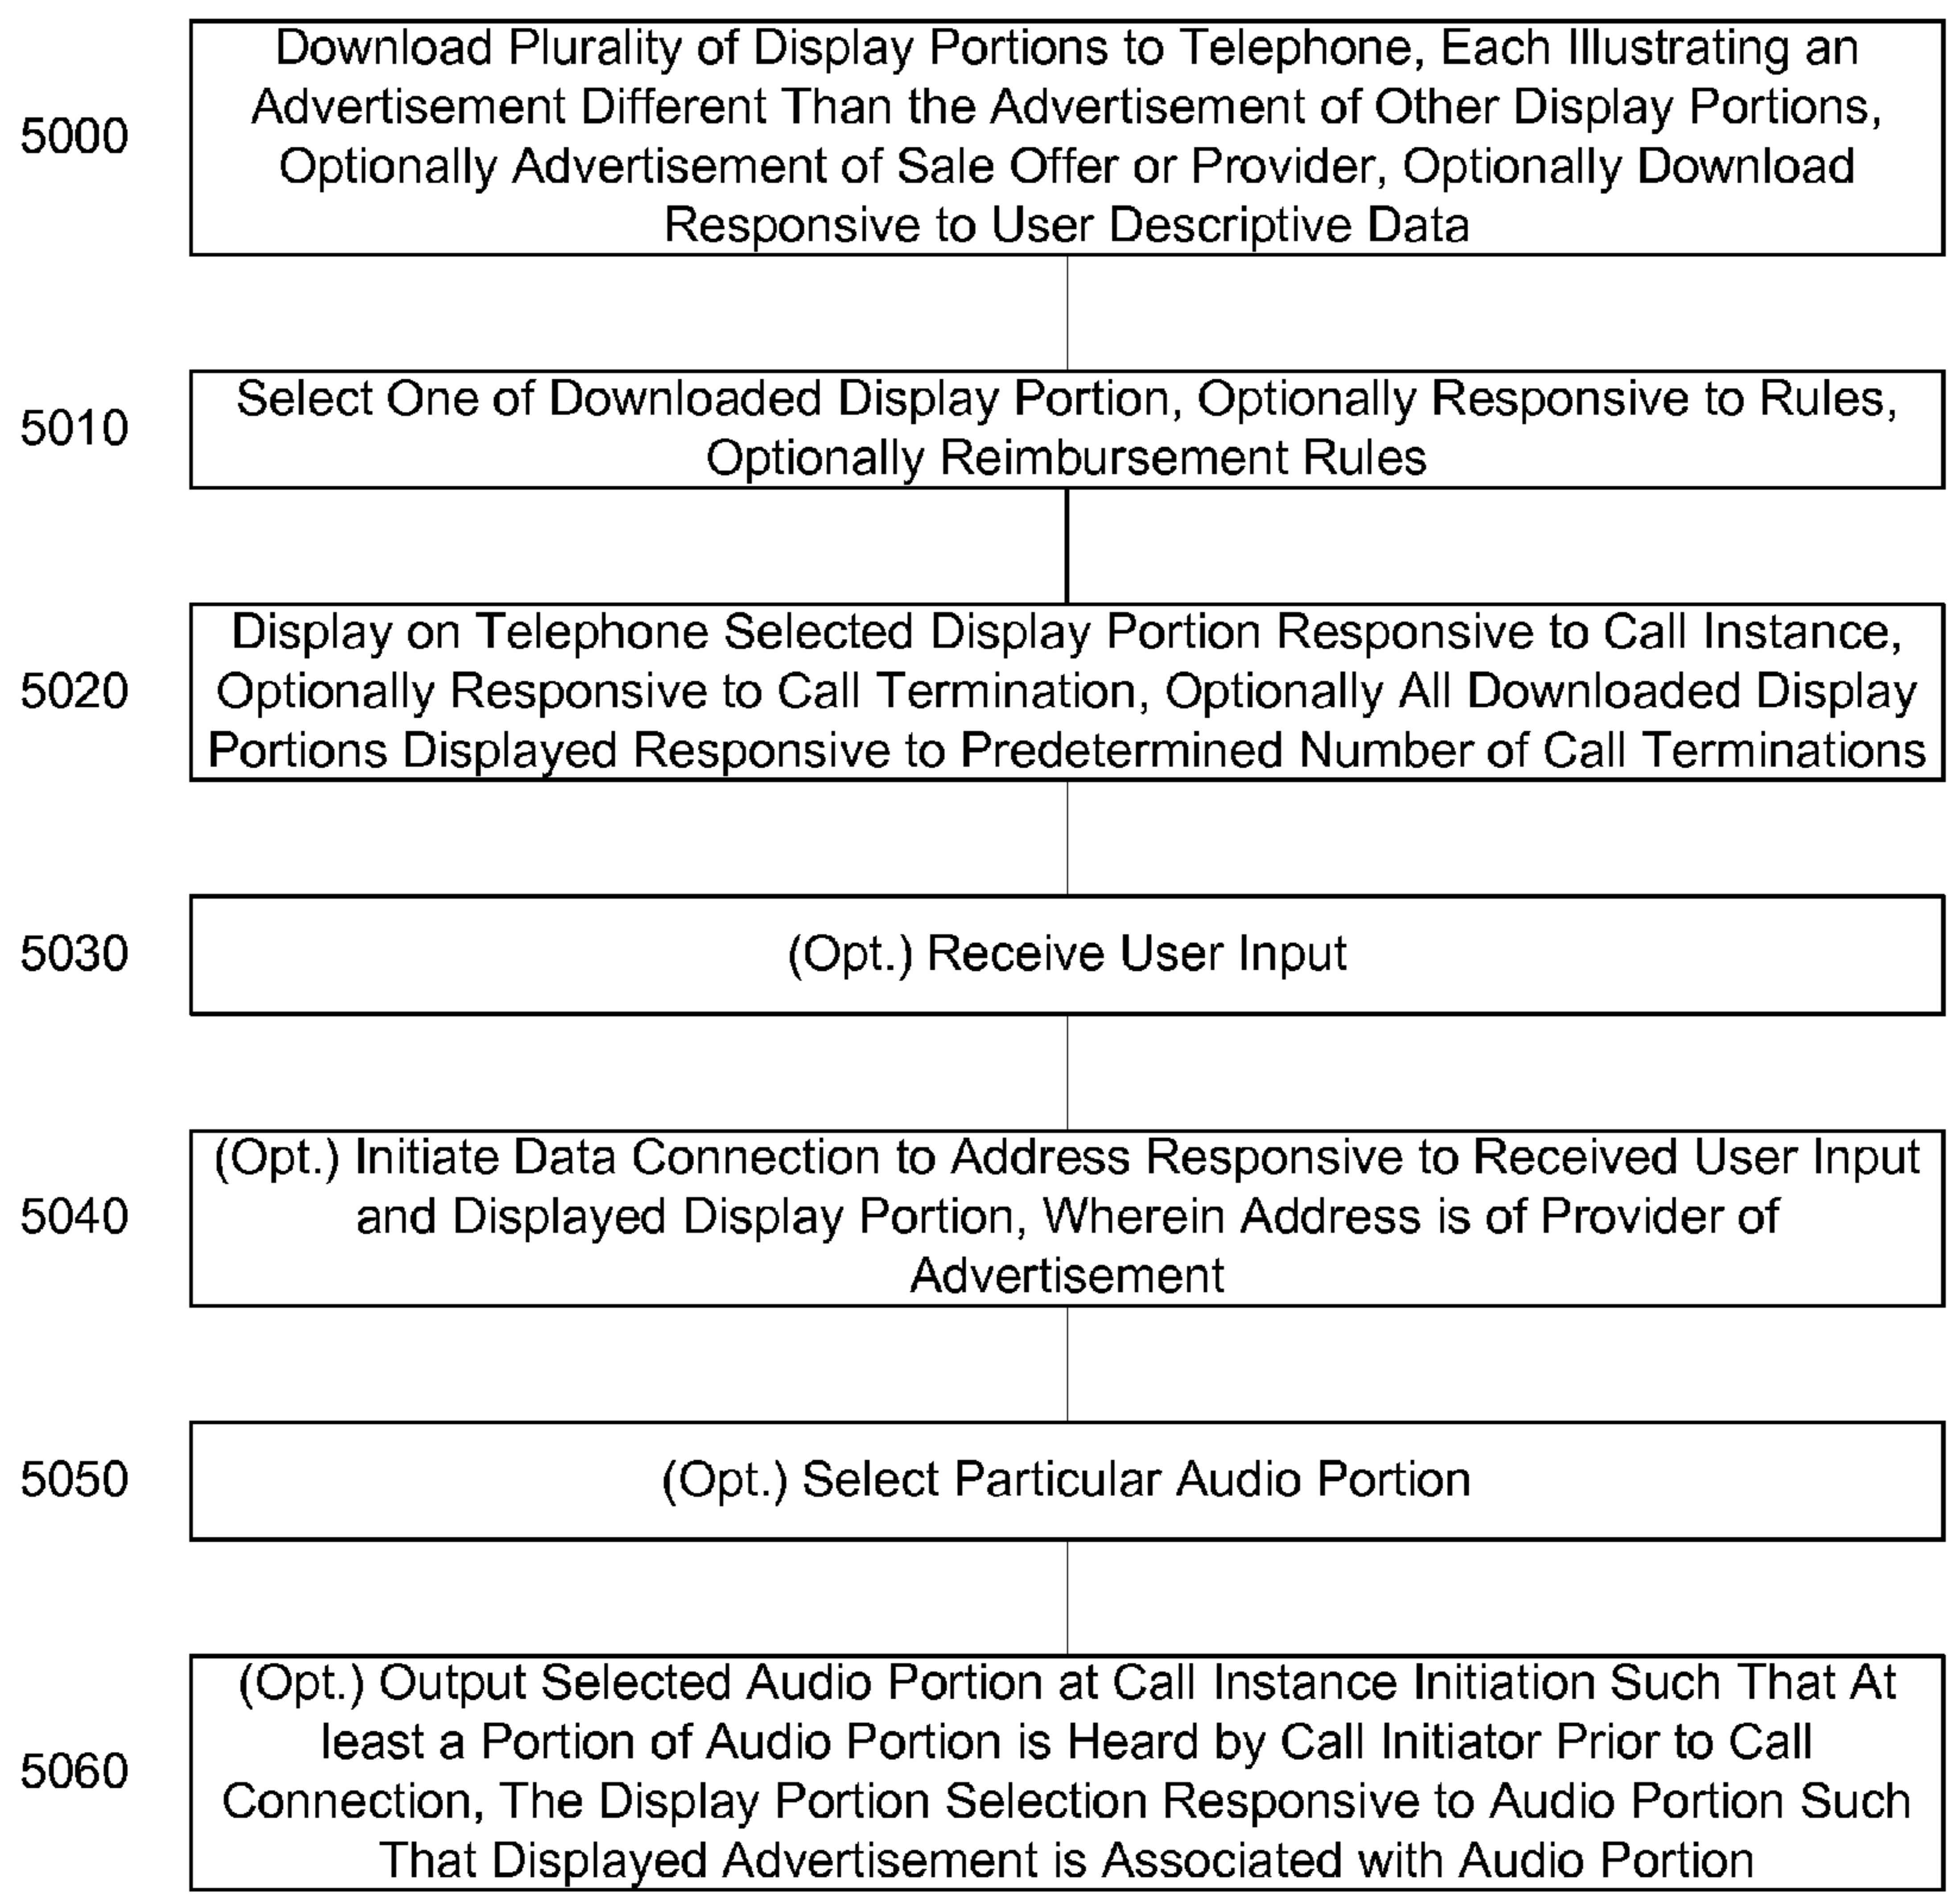 Download Plurality of Display Portions to Telephone, Each Illustrating an
Advertisement Different Than the Advertisement of Other Display Portions,
5000
Optionally Advertisement of Sale Offer or Provider, Optionally Download
Responsive to User Descriptive Data
Select One of Downloaded Display Portion, Optionally Responsive to Rules,
5010
Optionally Reimbursement Rules
Display on Telephone Selected Display Portion Responsive to Call Instance,
5020
Optionally Responsive to Call Termination, Optionally All Downloaded Display
Portions Displayed Responsive to Predetermined Number of Call Terminations
5030
(Opt.) Receive User Input
(Opt.) Initiate Data Connection to Address Responsive to Received User Input
5040
and Displayed Display Portion, Wherein Address is of Provider of
Advertisement
5050
(Opt.) Select Particular Audio Portion
(Opt.) Output Selected Audio Portion at Call Instance Initiation Such That At
least a Portion of Audio Portion is Heard by Call Initiator Prior to Call
5060
Connection, The Display Portion Selection Responsive to Audio Portion Such
That Displayed Advertisement is Associated with Audio Portion